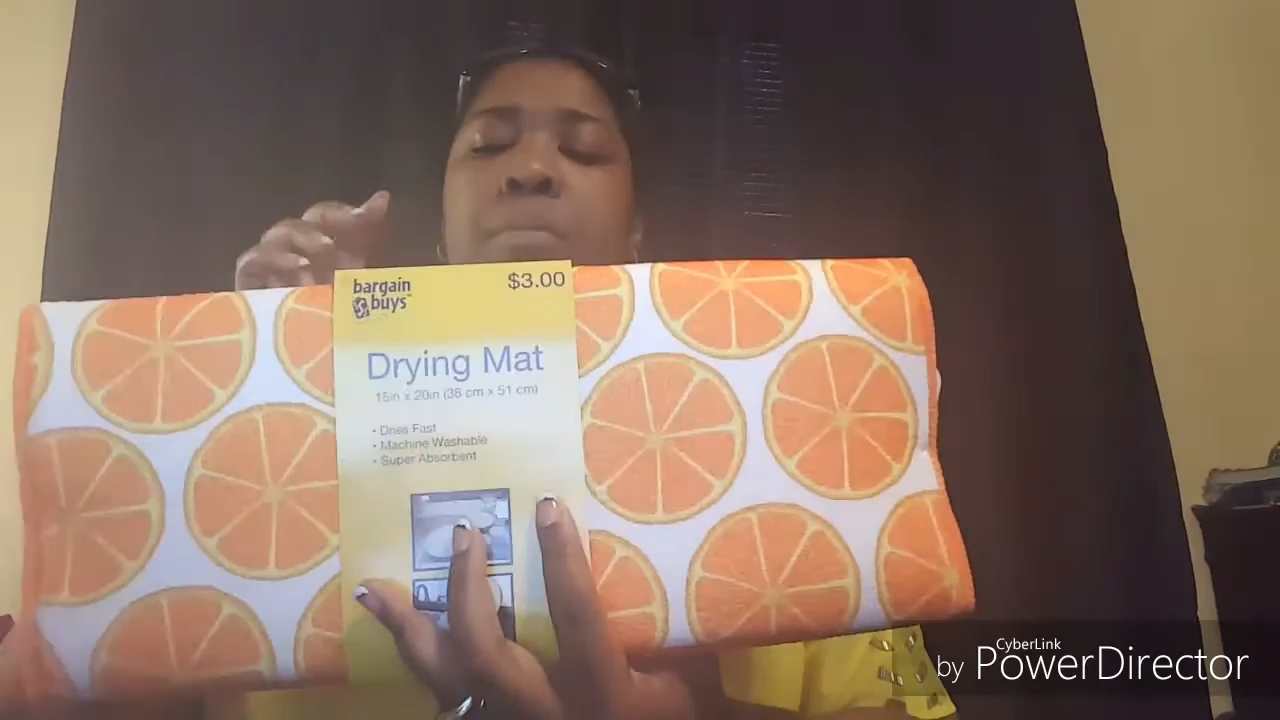 bargain
buys™
$3.00
Drying Mat
15in x 20in (38 cm x 51 cm)
• Dries Fast
• Machine Washable
• Super Absorbent
CyberLink
by PowerDirector